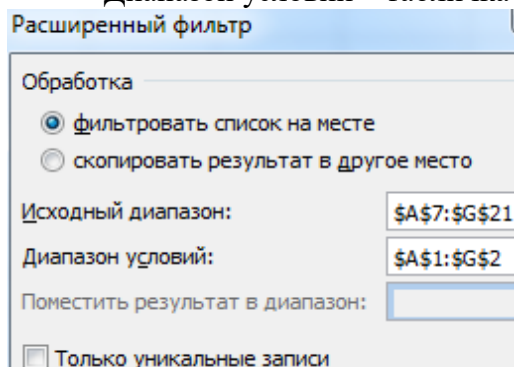 Расширенный фильтр
Обработка
фильтровать список на месте
скопировать результат в другое место
Исходный диапазон: $A$7:$G$21
Диапазон условий: $A$1:$G$2
Поместить результат в диапазон:
Только уникальные записи